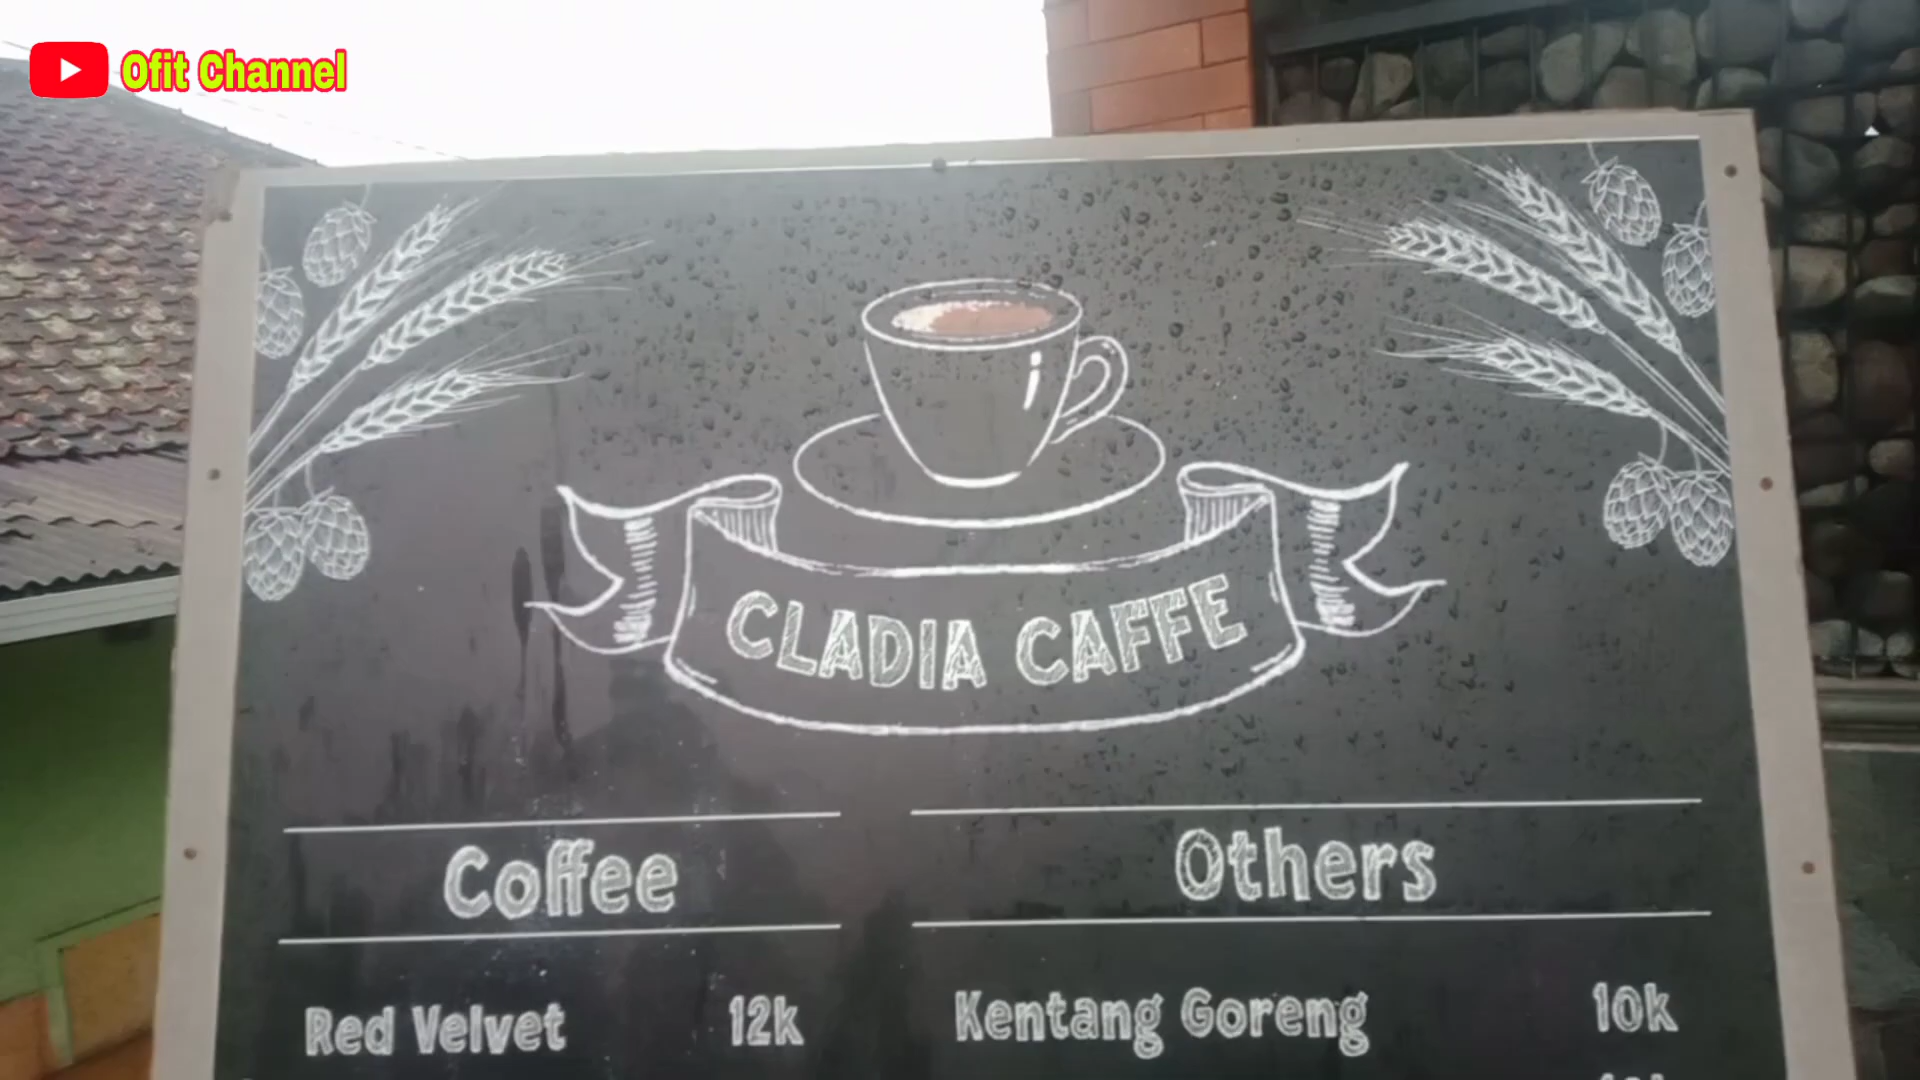 Ofit Channel
CLADIA CAFFE
Coffee
Others
Red Velvet 12k
Kentang Goreng 10k